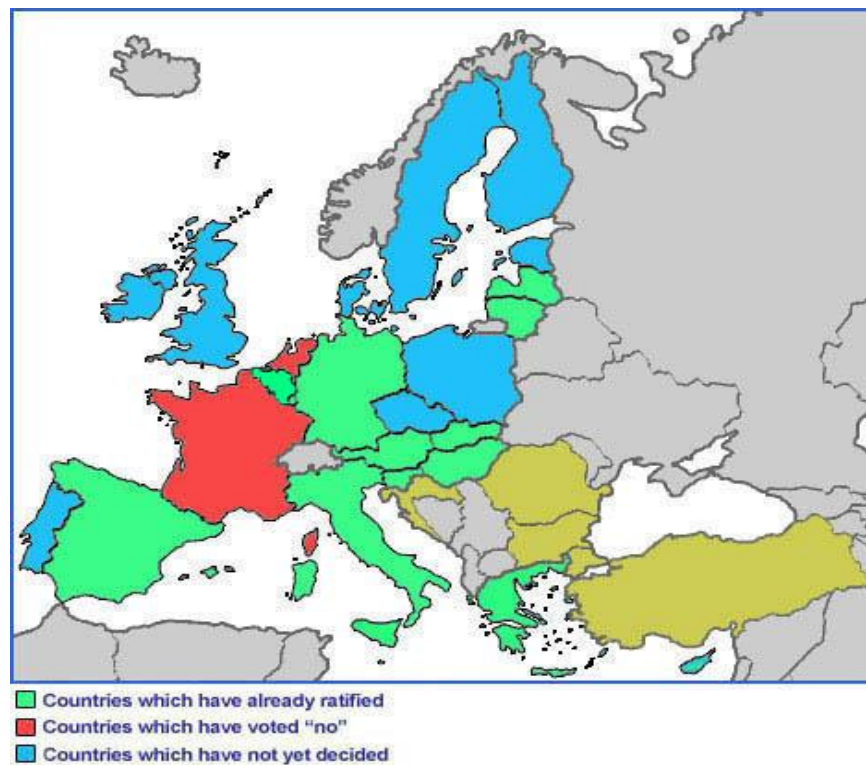 Countries which have already ratified
Countries which have voted “no”
Countries which have not yet decided